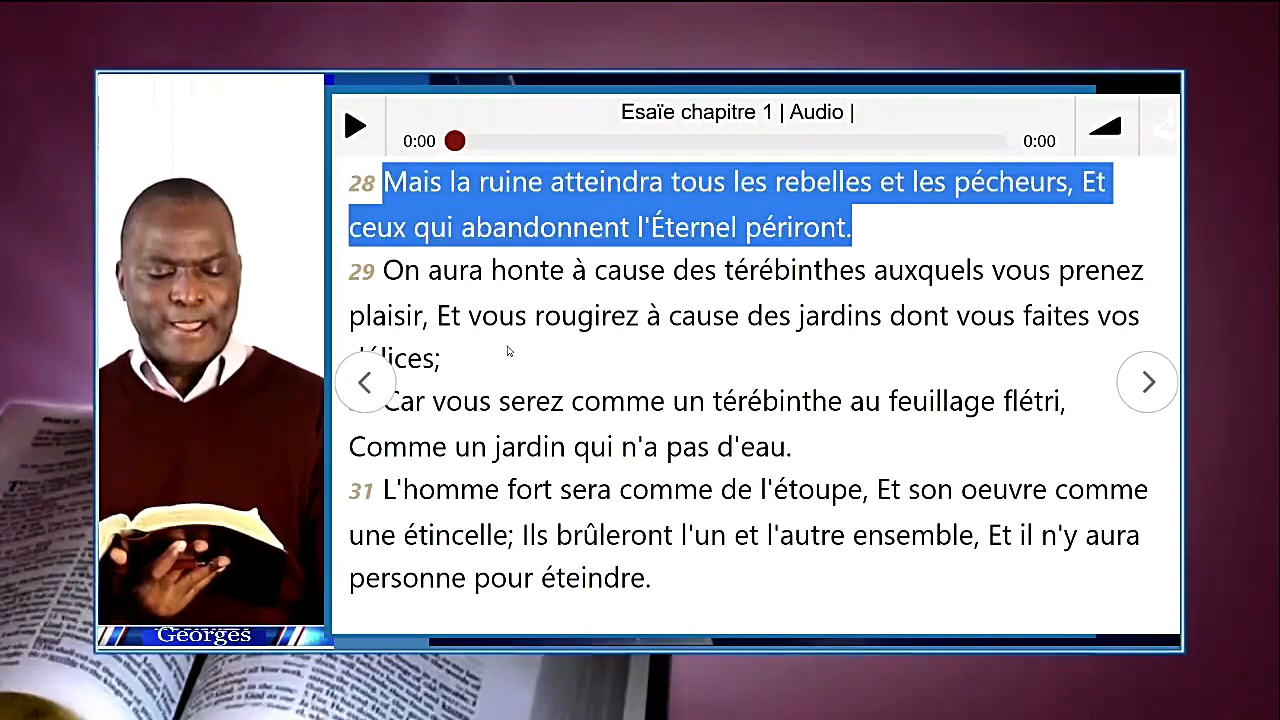 Esaïe chapitre 1 | Audio |
0:00
0:00
28 Mais la ruine atteindra tous les rebelles et les pécheurs, Et
ceux qui abandonnent l'Éternel périront.
29 On aura honte à cause des térébinthes auxquels vous prenez
plaisir, Et vous rougirez à cause des jardins dont vous faites vos
délices;
Car vous serez comme un térébinthe au feuillage flétri,
Comme un jardin qui n'a pas d'eau.
31 L'homme fort sera comme de l'étoupe, Et son oeuvre comme
une étincelle; Ils brûleront l'un et l'autre ensemble, Et il n'y aura
personne pour éteindre.
Georges